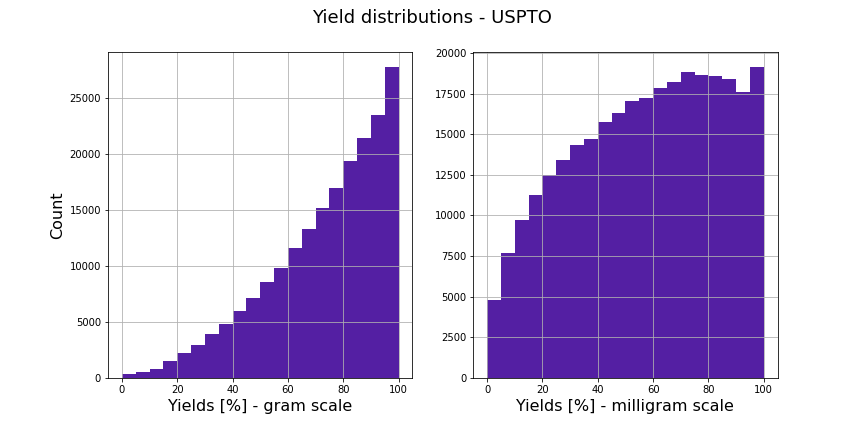 Yield distributions - USPTO
Count
25000
20000
15000
10000
5000
0
0 20 40 60 80 100
Yields [%] - gram scale
20000
17500
15000
12500
10000
7500
5000
2500
0
0 20 40 60 80 100
Yields [%] - milligram scale